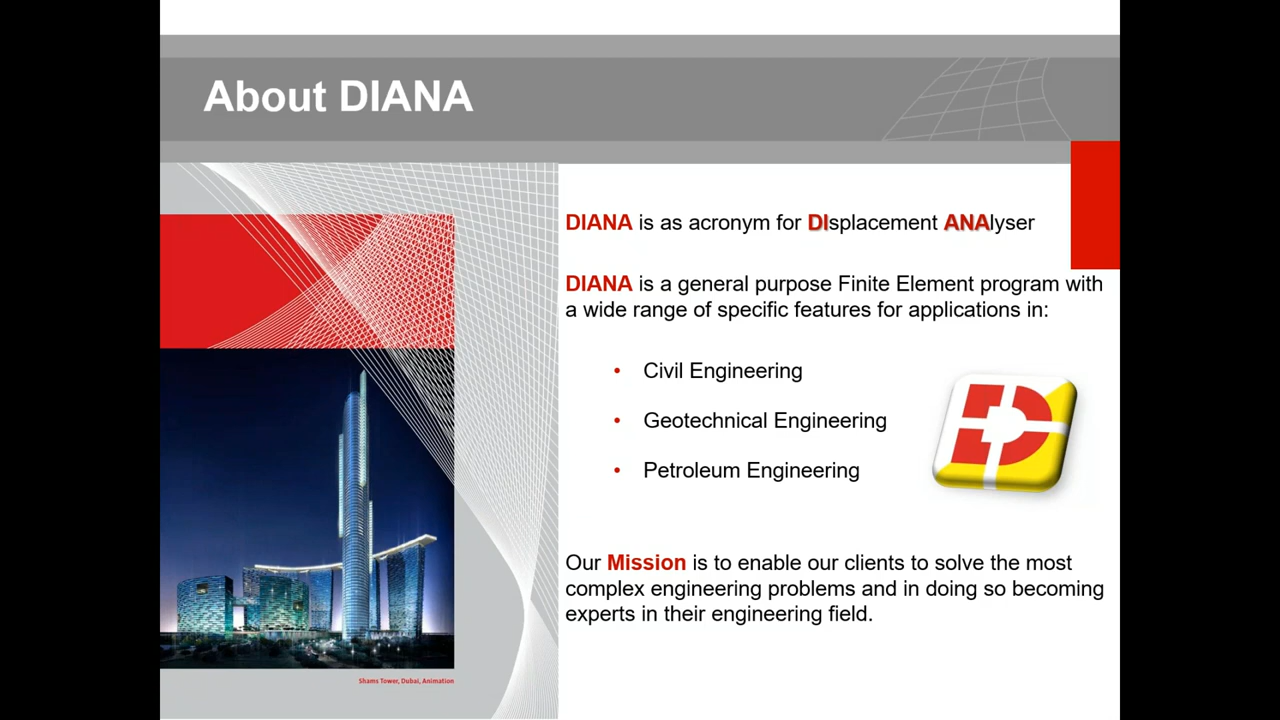 About DIANA
DIANA is as acronym for DIsplacement ANAlyser
DIANA is a general purpose Finite Element program with
a wide range of specific features for applications in:
• Civil Engineering
• Geotechnical Engineering
• Petroleum Engineering
D
Our Mission is to enable our clients to solve the most
complex engineering problems and in doing so becoming
experts in their engineering field.
Shams Tower, Dubai, Animation